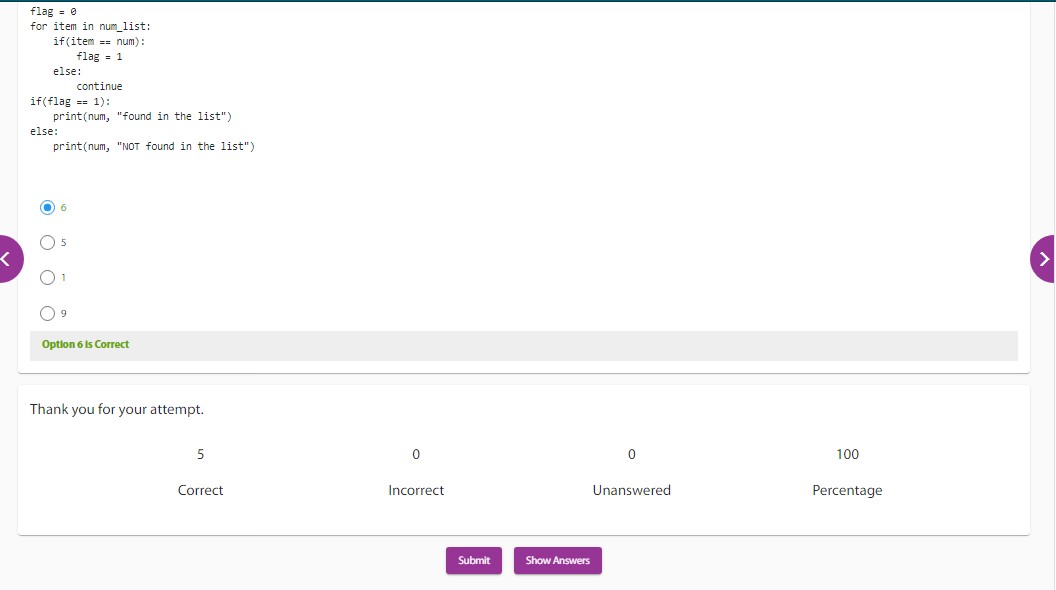 flag = 0
for item in num_list:
    if(item == num):
        flag = 1
    else:
        continue
if(flag == 1):
    print(num, "found in the list")
else:
    print(num, "NOT found in the list")
6
5
1
9
Option 6 is Correct
Thank you for your attempt.
5 0 0 100
Correct Incorrect Unanswered Percentage
Submit Show Answers